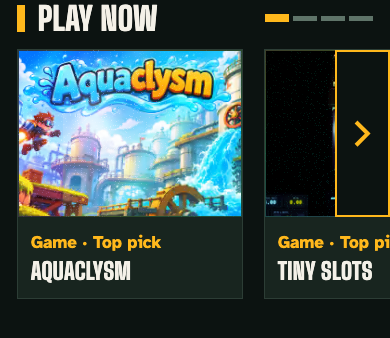 PLAY NOW
Aquaclysm
Game · Top pick
AQUACLYSM
Game · Top pi
TINY SLOTS